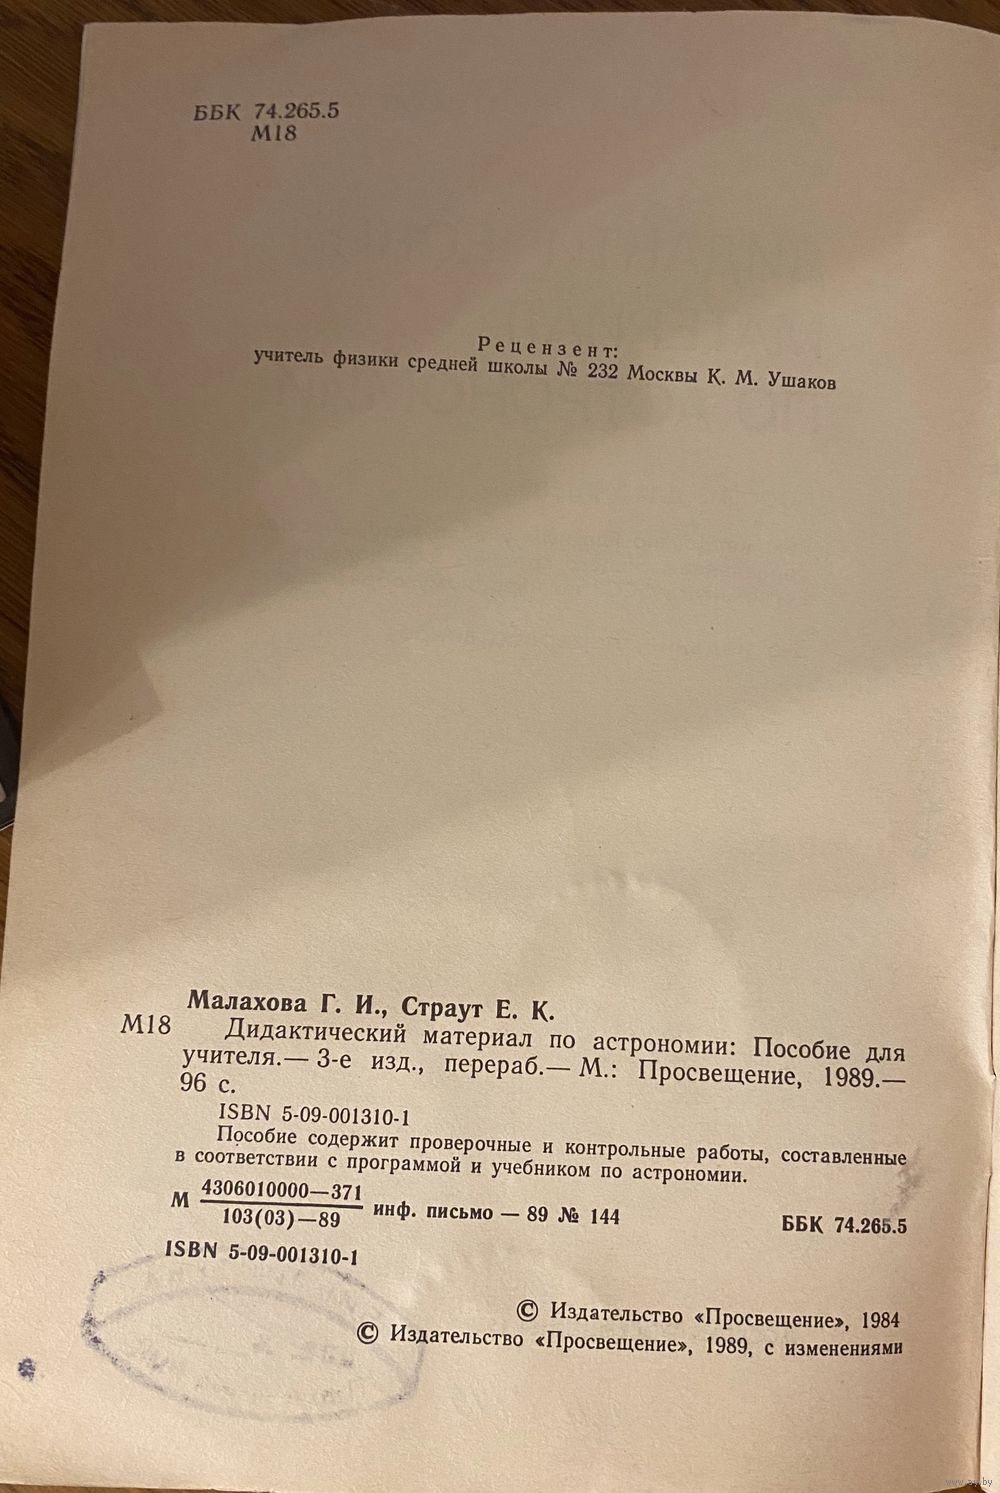 ББК 74.265.5
М18
Рецензент:
учитель физики средней школы № 232 Москвы К. М. Ушаков
Малахова Г. И., Страут Е. К.
М18 Дидактический материал по астрономии: Пособие для
учителя.— 3-е изд., перераб.— М.: Просвещение, 1989.—
96 с.
ISBN 5-09-001310-1
Пособие содержит проверочные и контрольные работы, составленные
в соответствии с программой и учебником по астрономии.
М 4306010000—371
103(03)—89 инф. письмо — 89 № 144
ББК 74.265.5
ISBN 5-09-001310-1
© Издательство «Просвещение», 1984
© Издательство «Просвещение», 1989, с изменениями